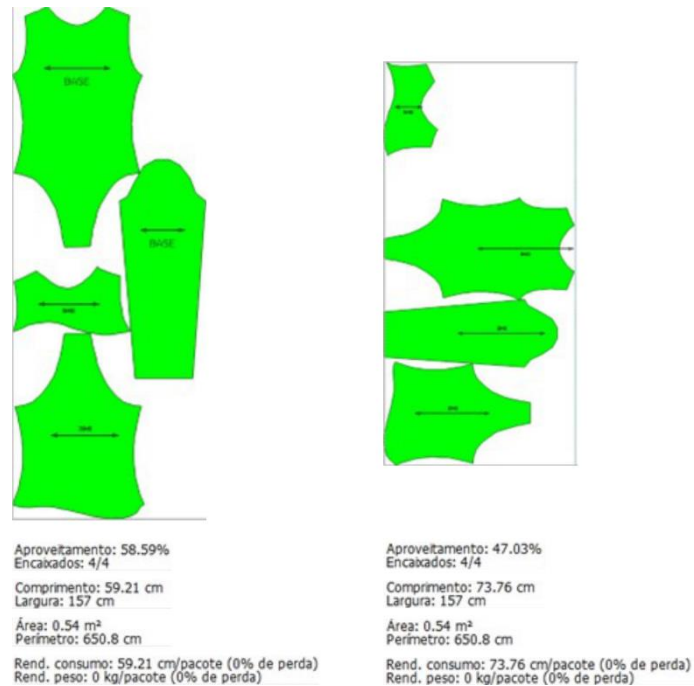 BASE
BASE
Aproveitamento: 58.59%
Encaixados: 4/4
Comprimento: 59.21 cm
Largura: 157 cm
Área: 0.54 m²
Perímetro: 650.8 cm
Rend. consumo: 59.21 cm/pacote (0% de perda)
Rend. peso: 0 kg/pacote (0% de perda)
Aproveitamento: 47.03%
Encaixados: 4/4
Comprimento: 73.76 cm
Largura: 157 cm
Área: 0.54 m²
Perímetro: 650.8 cm
Rend. consumo: 73.76 cm/pacote (0% de perda)
Rend. peso: 0 kg/pacote (0% de perda)